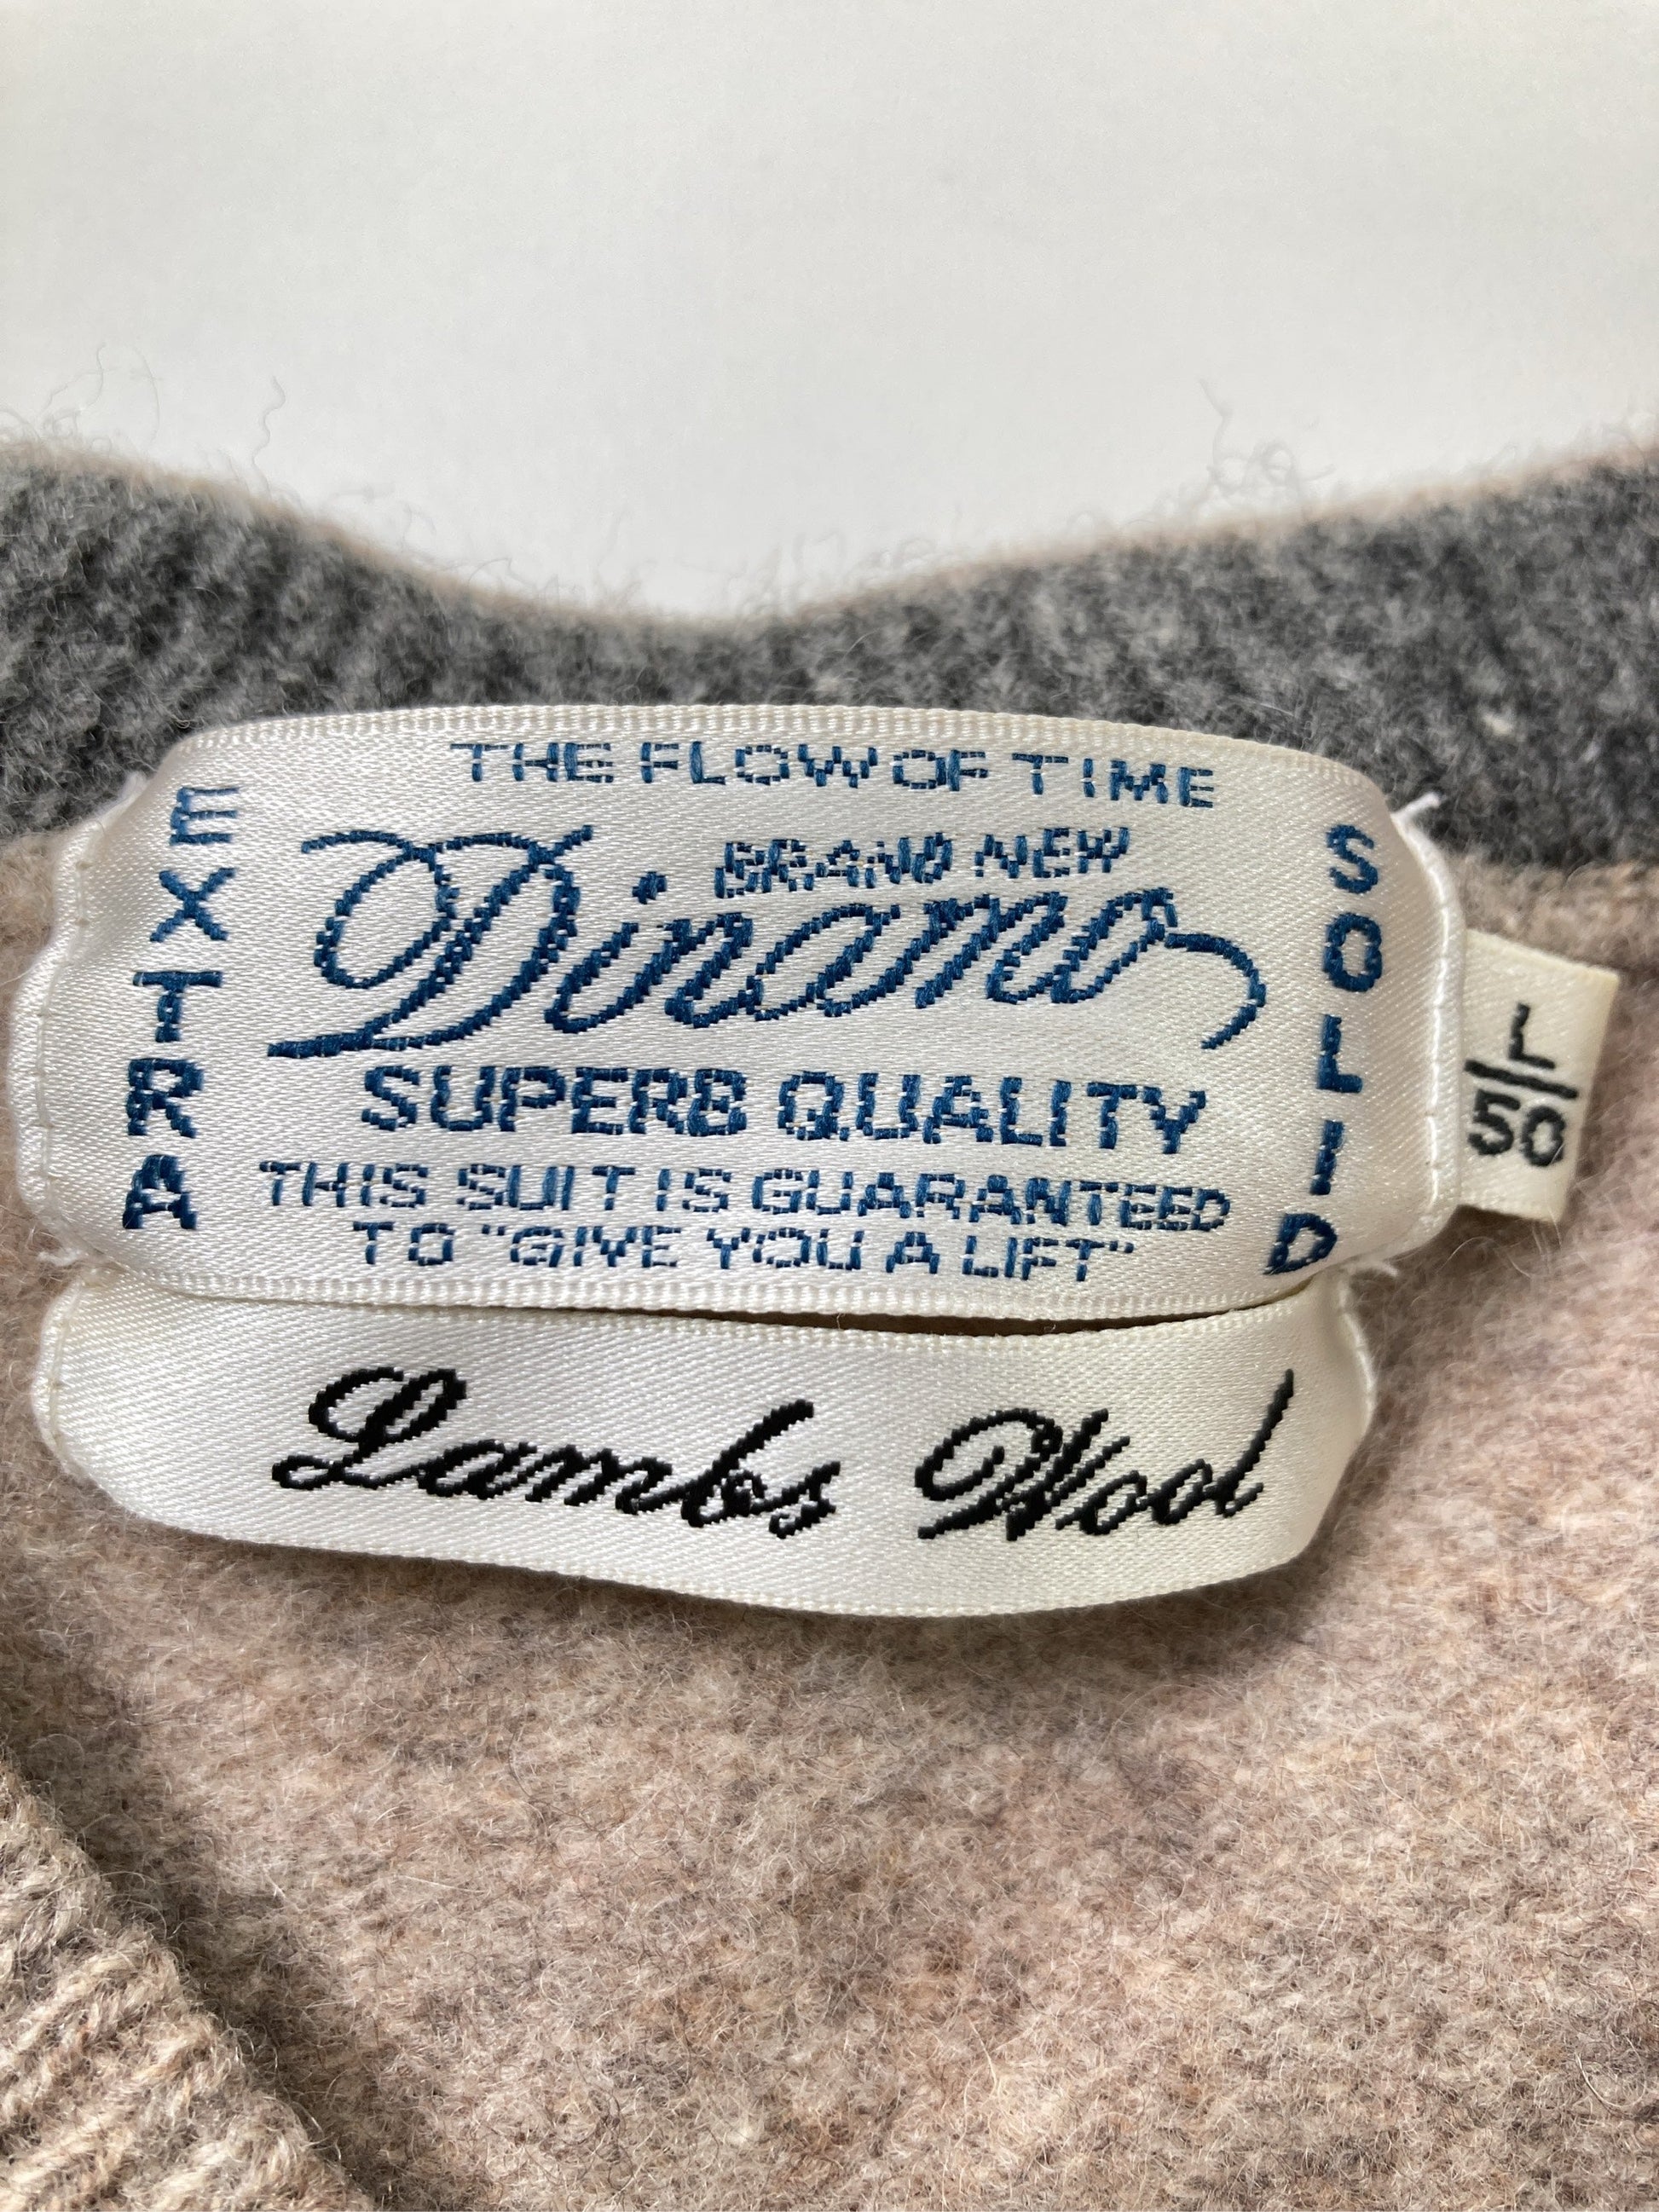 THE FLOW OF TIME
EXTRA
BRAND NEW
Dinamo
SUPERB QUALITY
THIS SUIT IS GUARANTEED
TO "GIVE YOU A LIFT"
SOLID
L
50
Lambs Wool